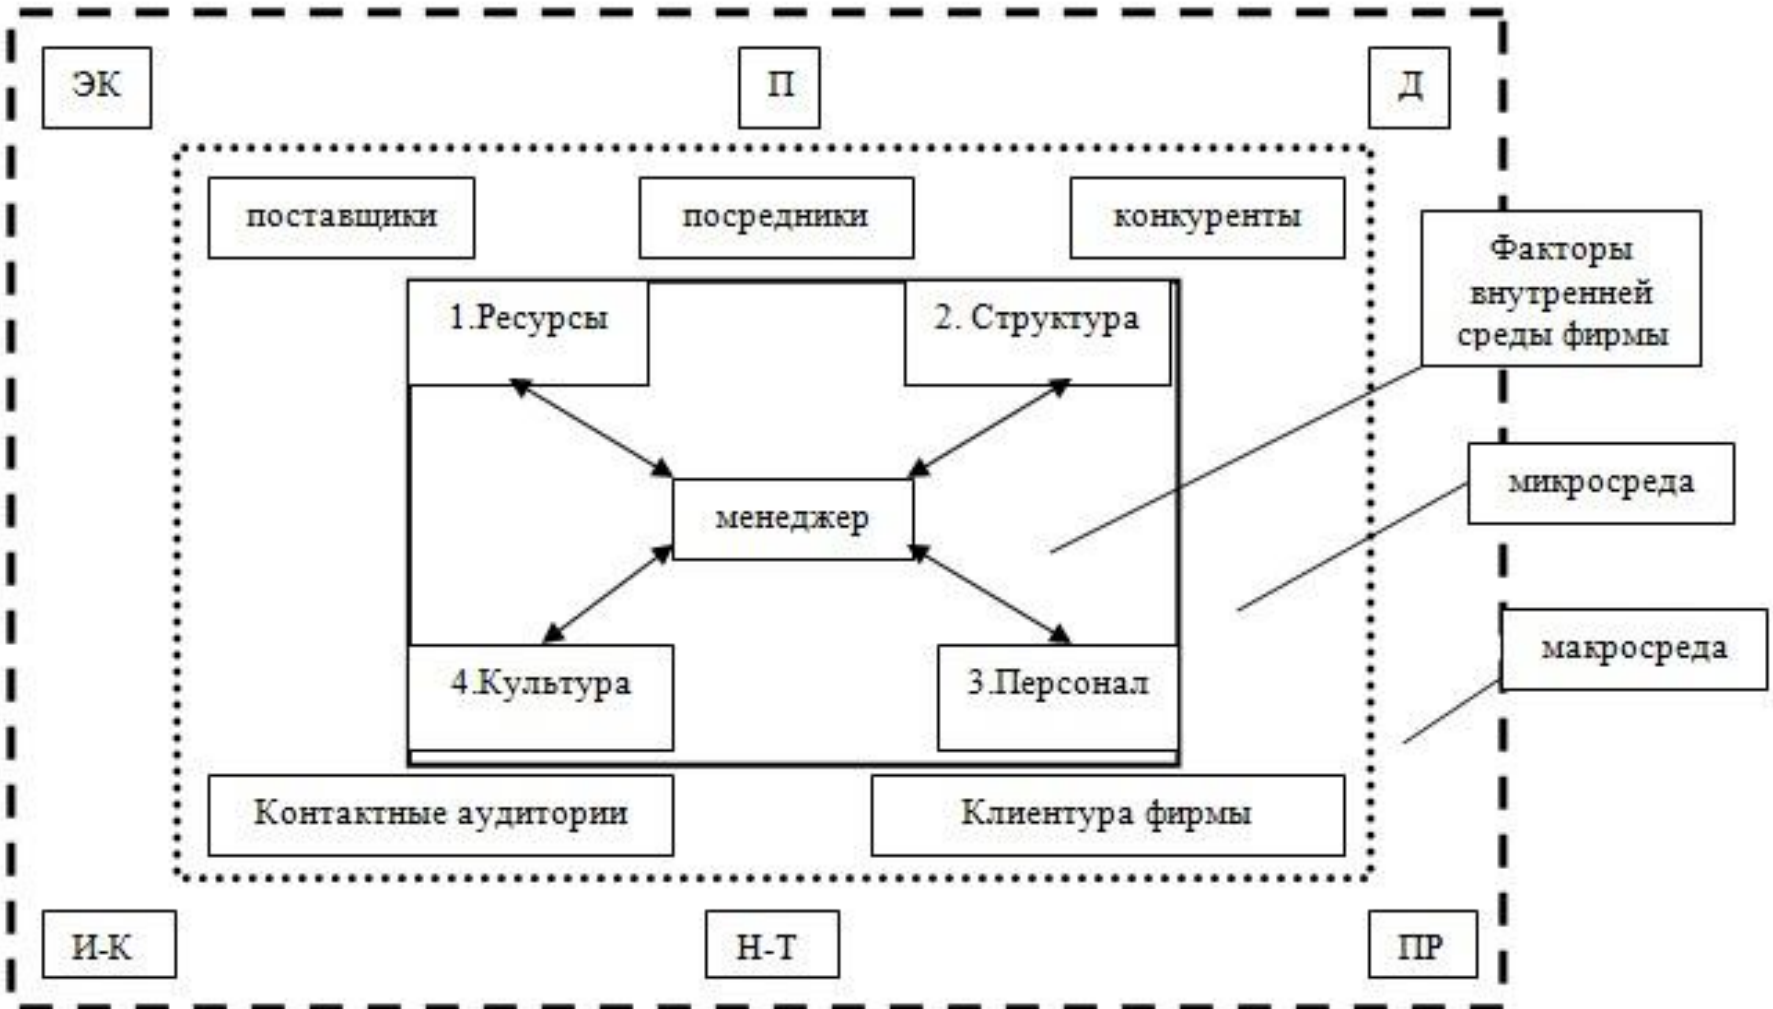 ЭК
П
Д
поставщики
посредники
конкуренты
Факторы
внутренней
среды фирмы
1.Ресурсы
2. Структура
микросреда
менеджер
макросреда
4.Культура
3.Персонал
Контактные аудитории
Клиентура фирмы
И-К
Н-Т
ПР